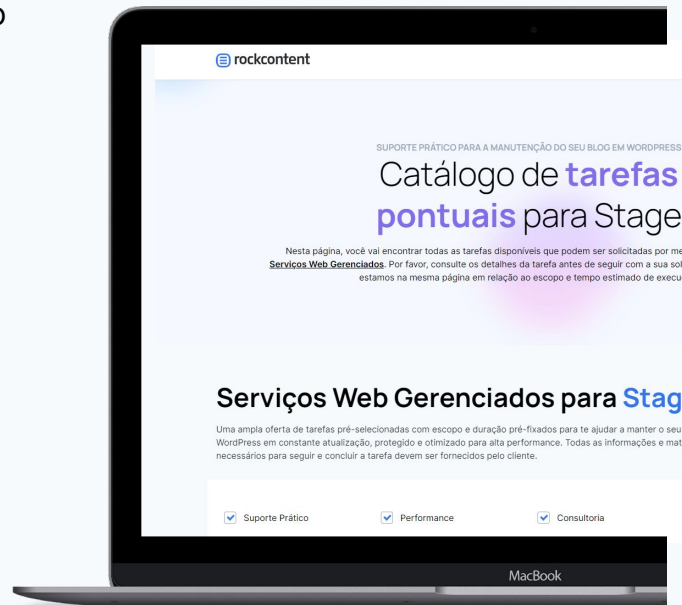 rockcontent
SUPORTE PRÁTICO PARA A MANUTENÇÃO DO SEU BLOG EM WORDPRESS
Catálogo de tarefas
pontuais para Stage
Nesta página, você vai encontrar todas as tarefas disponíveis que podem ser solicitadas por me
Serviços Web Gerenciados. Por favor, consulte os detalhes da tarefa antes de seguir com a sua sol
estamos na mesma página em relação ao escopo e tempo estimado de execu
Serviços Web Gerenciados para Stag
Uma ampla oferta de tarefas pré-selecionadas com escopo e duração pré-fixados para te ajudar a manter o seu
WordPress em constante atualização, protegido e otimizado para alta performance. Todas as informações e mat
necessários para seguir e concluir a tarefa devem ser fornecidos pelo cliente.
Suporte Prático Performance Consultoria
MacBook